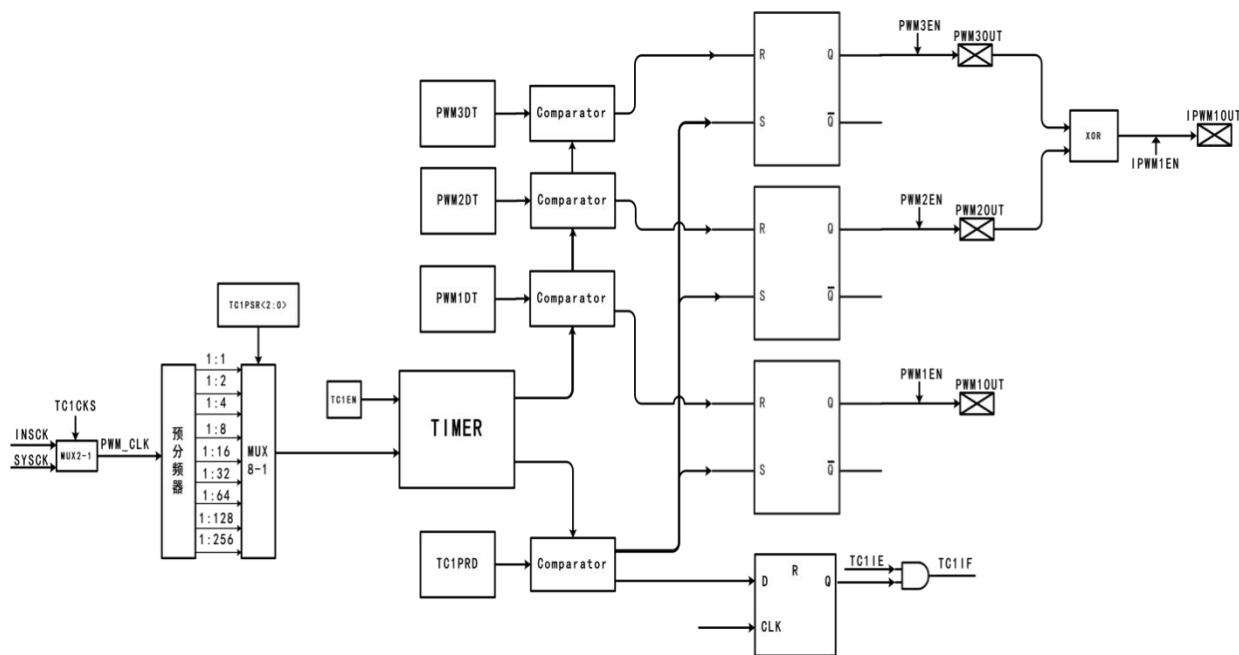 PWM3EN
PWM3OUT
R
Q
PWM3DT
Comparator
S
Q
XOR
IPWM1OUT
IPWM1EN
PWM2DT
Comparator
PWM2EN
PWM2OUT
R
Q
PWM1DT
Comparator
S
Q
TC1PSR<2:0>
1:1
1:2
1:4
1:8
1:16
1:32
1:64
1:128
1:256
TC1CKS
INSCK
SYSCK
MUX2-1
PWM_CLK
预分频器
MUX
8-1
TC1EN
TIMER
PWM1EN
PWM1OUT
R
Q
S
Q
TC1PRD
Comparator
D
R
Q
CLK
TC1IE
TC1IF